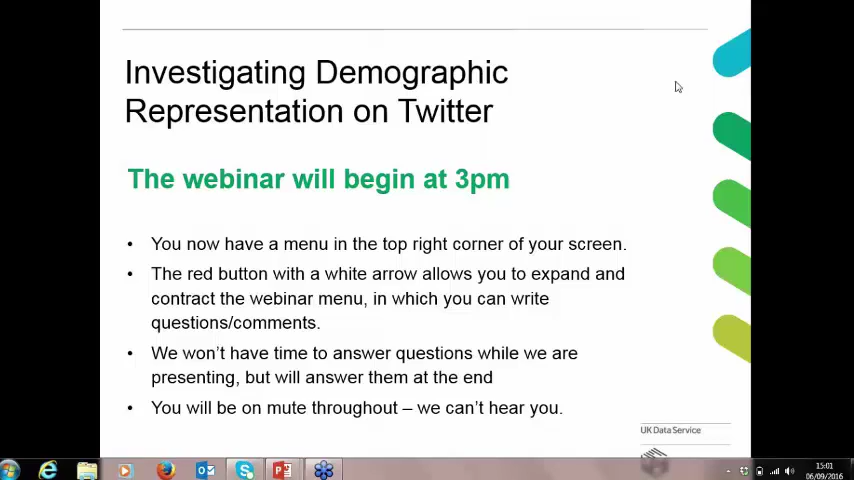 Investigating Demographic
Representation on Twitter
The webinar will begin at 3pm
• You now have a menu in the top right corner of your screen.
• The red button with a white arrow allows you to expand and
contract the webinar menu, in which you can write
questions/comments.
• We won't have time to answer questions while we are
presenting, but will answer them at the end
• You will be on mute throughout – we can't hear you.
UK Data Service
15:01
06/09/2016